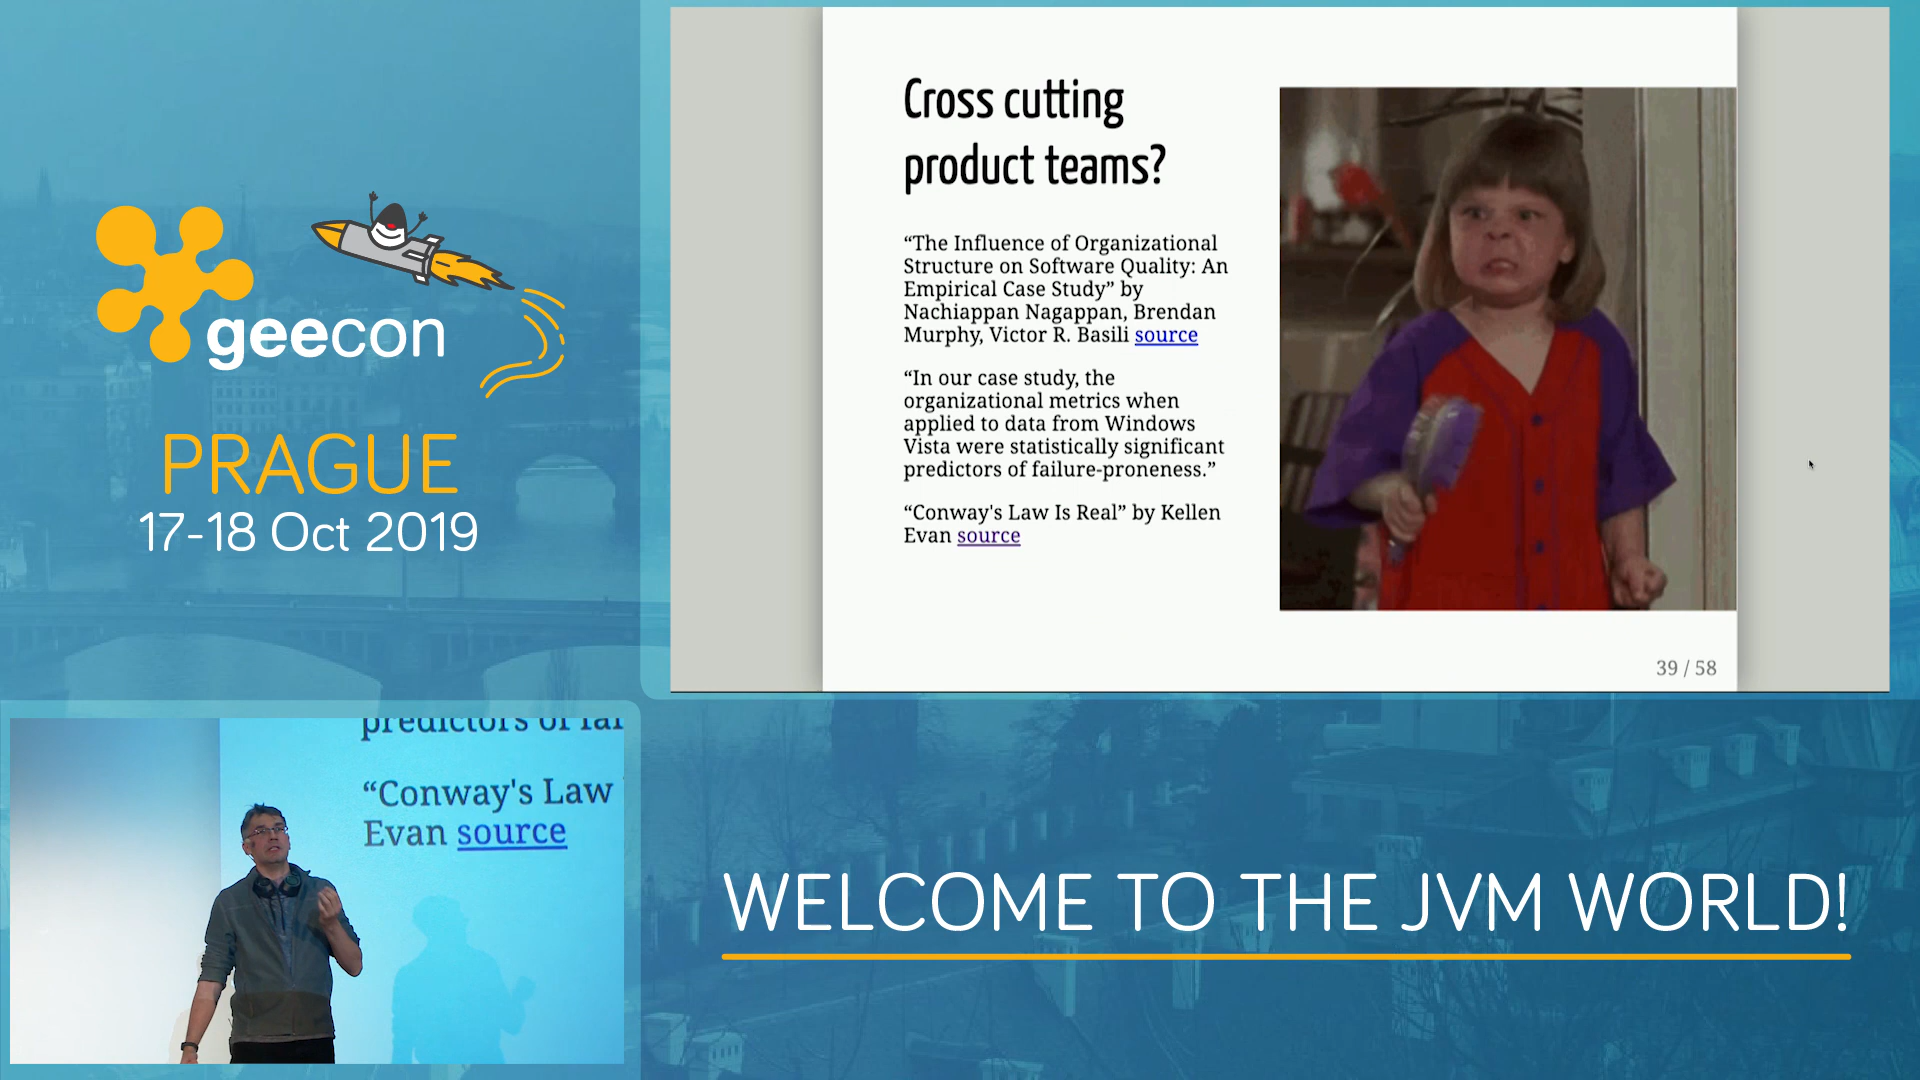 geecon
PRAGUE
17-18 Oct 2019
Cross cutting
product teams?
“The Influence of Organizational
Structure on Software Quality: An
Empirical Case Study” by
Nachiappan Nagappan, Brendan
Murphy, Victor R. Basili source
“In our case study, the
organizational metrics when
applied to data from Windows
Vista were statistically significant
predictors of failure-proneness.”
“Conway's Law Is Real” by Kellen
Evan source
39 / 58
predictors of fai
“Conway's Law
Evan source
WELCOME TO THE JVM WORLD!